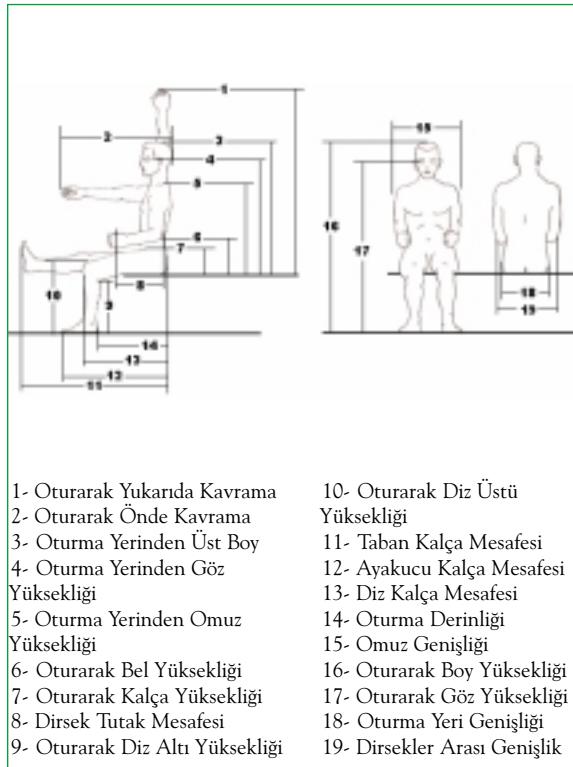 1
2
3
4
5
6
7
8
9
10
11
12
13
14
15
16
17
18
19
1- Oturarak Yukarıda Kavrama
2- Oturarak Önde Kavrama
3- Oturma Yerinden Üst Boy
4- Oturma Yerinden Göz
Yüksekliği
5- Oturma Yerinden Omuz
Yüksekliği
6- Oturarak Bel Yüksekliği
7- Oturarak Kalça Yüksekliği
8- Dirsek Tutak Mesafesi
9- Oturarak Diz Altı Yüksekliği
10- Oturarak Diz Üstü
Yüksekliği
11- Taban Kalça Mesafesi
12- Ayakucu Kalça Mesafesi
13- Diz Kalça Mesafesi
14- Oturma Derinliği
15- Omuz Genişliği
16- Oturarak Boy Yüksekliği
17- Oturarak Göz Yüksekliği
18- Oturma Yeri Genişliği
19- Dirsekler Arası Genişlik